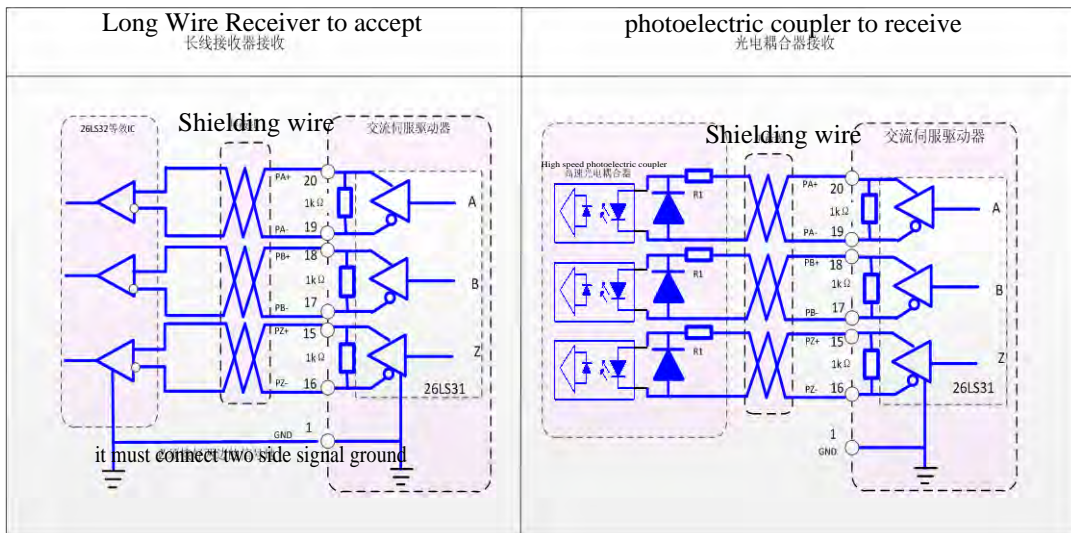 Long Wire Receiver to accept
长线接收器接收
photoelectric coupler to receive
光电耦合器接收
26LS32等效IC
Shielding wire
交流伺服驱动器
PA+
20
1kΩ
A
PA-
19
PB+
18
1kΩ
B
17
PB-
PZ+
15
1kΩ
Z
PZ-
16
26LS31
1
GND
it must connect two side signal ground
Shielding wire
交流伺服驱动器
High speed photoelectric coupler
高速光电耦合器
PA+
20
R1
1kΩ
A
PA-
19
PB+
18
R1
1kΩ
B
17
PB-
PZ+
15
R1
1kΩ
Z
PZ-
16
26LS31
1
GND